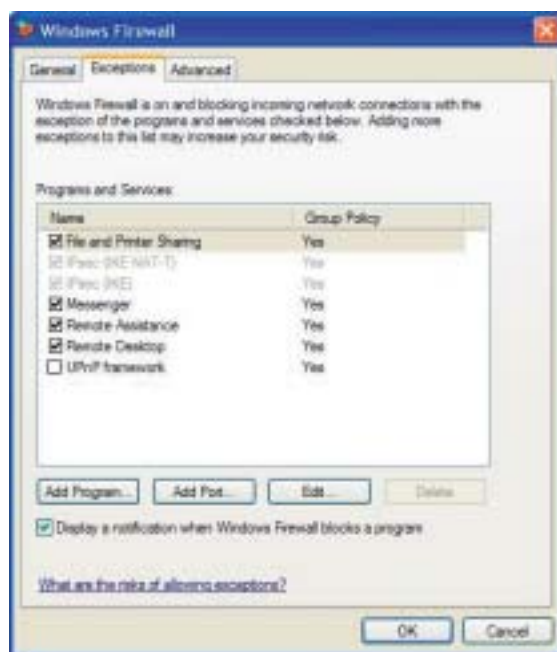 Windows Firewall
General Exceptions Advanced
Windows Firewall is on and blocking incoming network connections with the
exception of the programs and services checked below. Adding more
exceptions to this list may increase your security risk.
Programs and Services:
Name Group Policy
File and Printer Sharing Yes
IPsec (IKE NAT-T) Yes
IPsec (IKE) Yes
Messenger Yes
Remote Assistance Yes
Remote Desktop Yes
UPnP framework Yes
Add Program... Add Port... Edit... Delete
Display a notification when Windows Firewall blocks a program
What are the risks of allowing exceptions?
OK Cancel